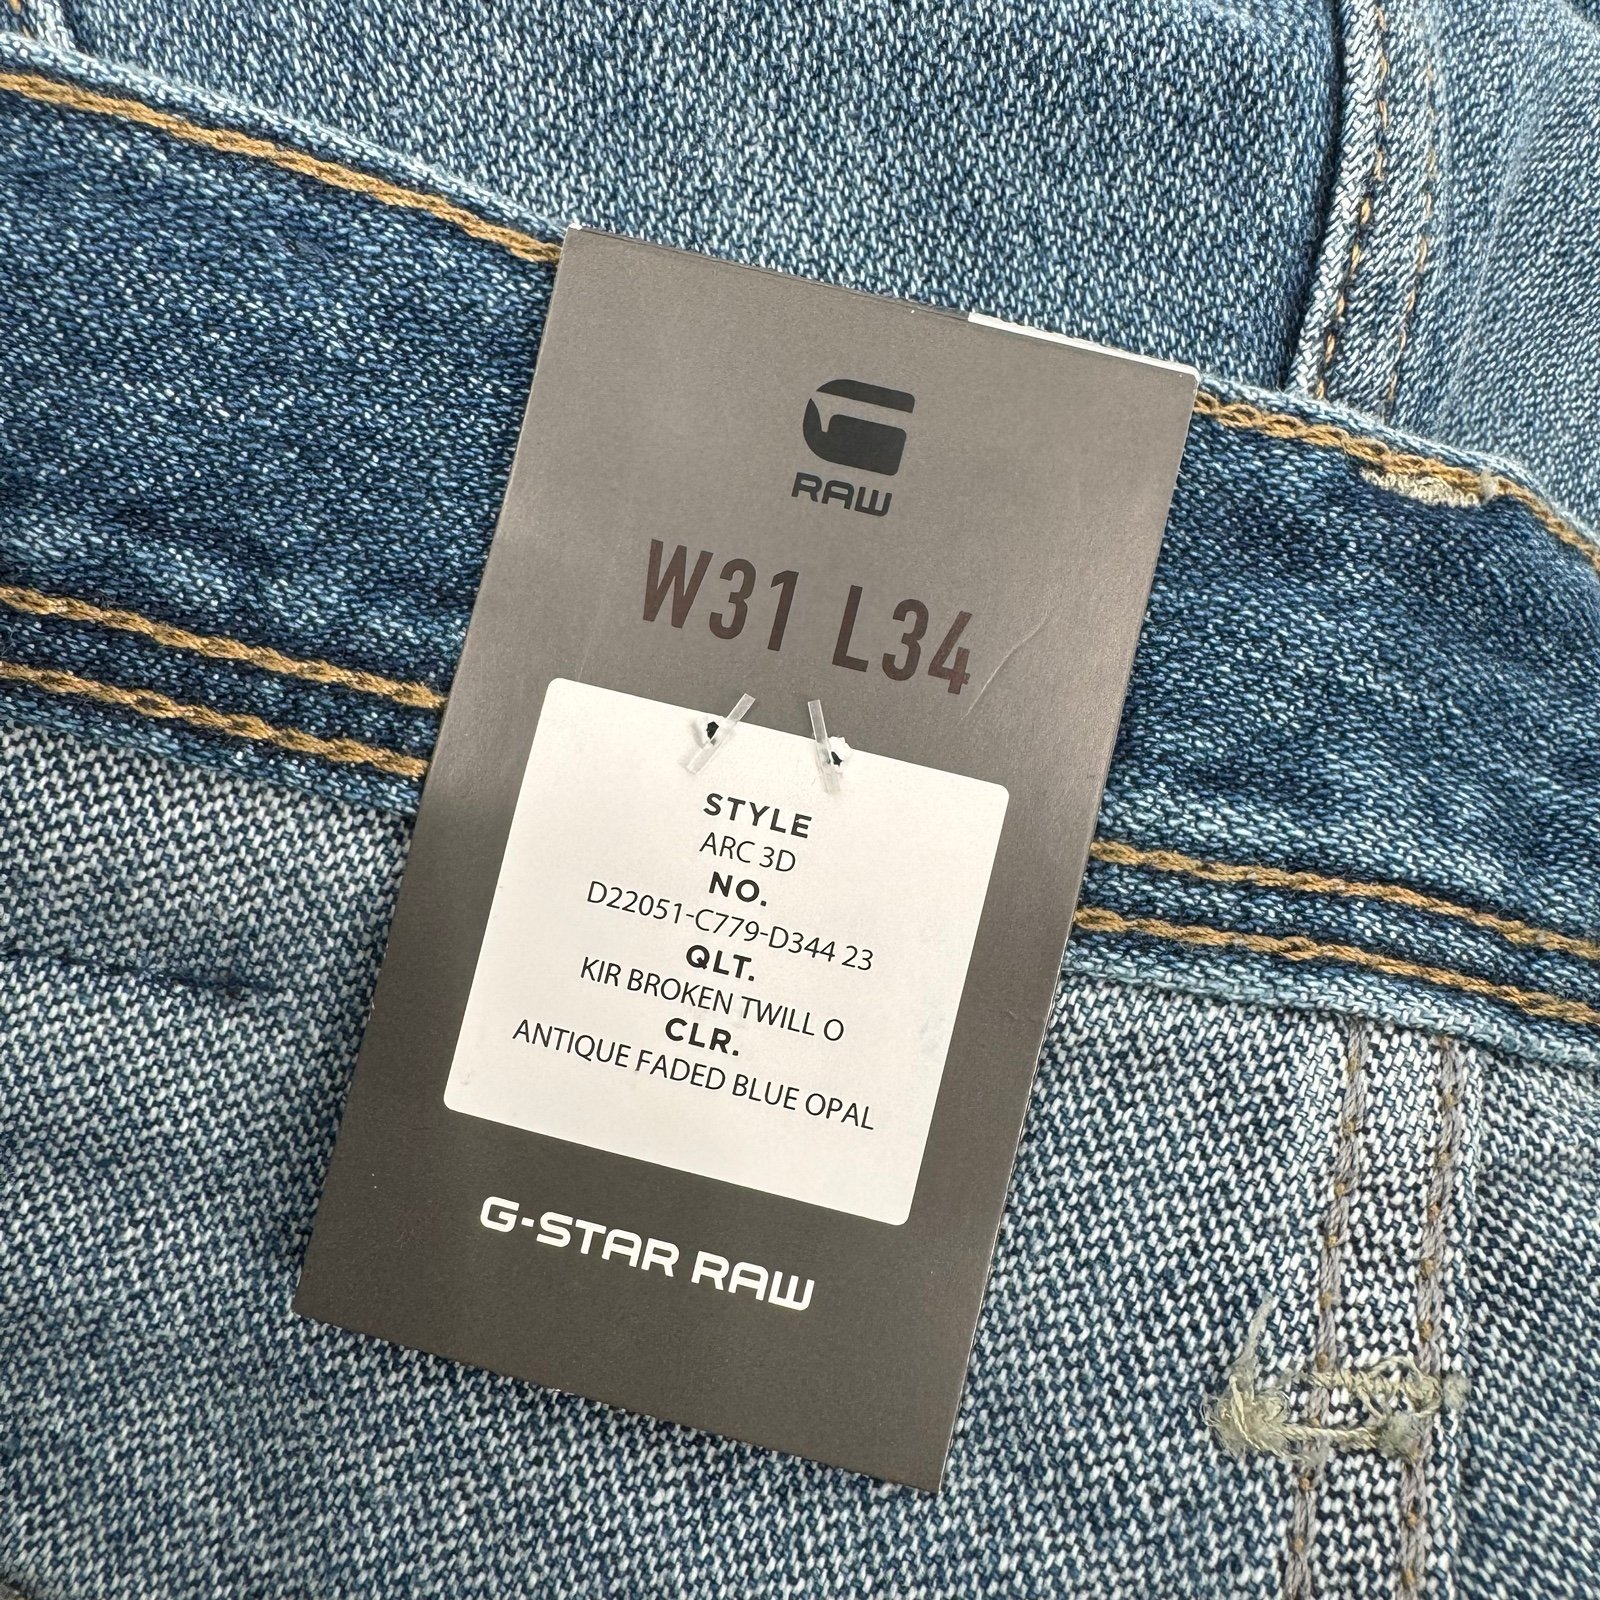 RAW
W31 L34
STYLE
ARC 3D
NO.
D22051-C779-D344 23
QLT.
KIR BROKEN TWILL O
CLR.
ANTIQUE FADED BLUE OPAL
G-STAR RAW